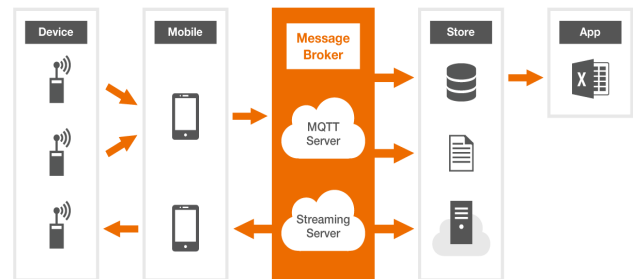 Device
Mobile
Message
Broker
Store
App
X
MQTT
Server
Streaming
Server